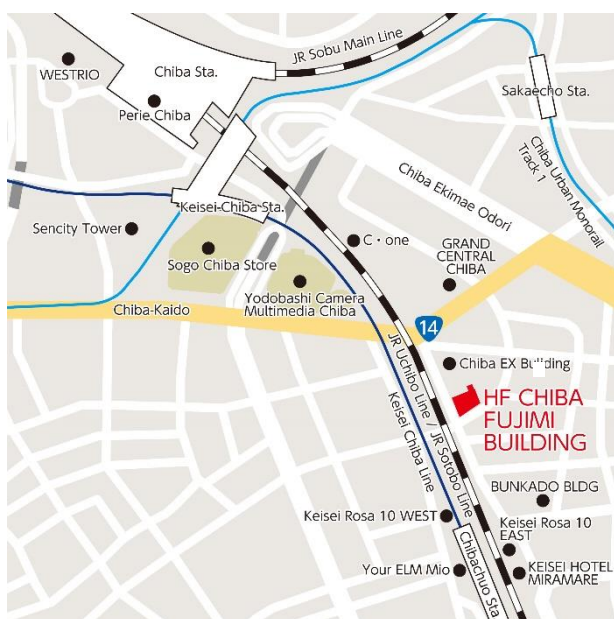 JR Sobu Main Line
WESTRIO
Chiba Sta.
Perie Chiba
Sakaecho Sta.
Chiba Urban Monorail
Track 1
Chiba Ekimae Odori
Keisei-Chiba Sta.
Sencity Tower
Sogo Chiba Store
C・one
GRAND
CENTRAL
CHIBA
Yodobashi Camera
Multimedia Chiba
Chiba-Kaido
14
Chiba EX Building
JR Uchibo Line / JR Sotobo Line
Keisei Chiba Line
HF CHIBA
FUJIMI
BUILDING
BUNKADO BLDG
Keisei Rosa 10 WEST
Keisei Rosa 10
EAST
Chibachuo Sta
Your ELM Mio
KEISEI HOTEL
MIRAMARE